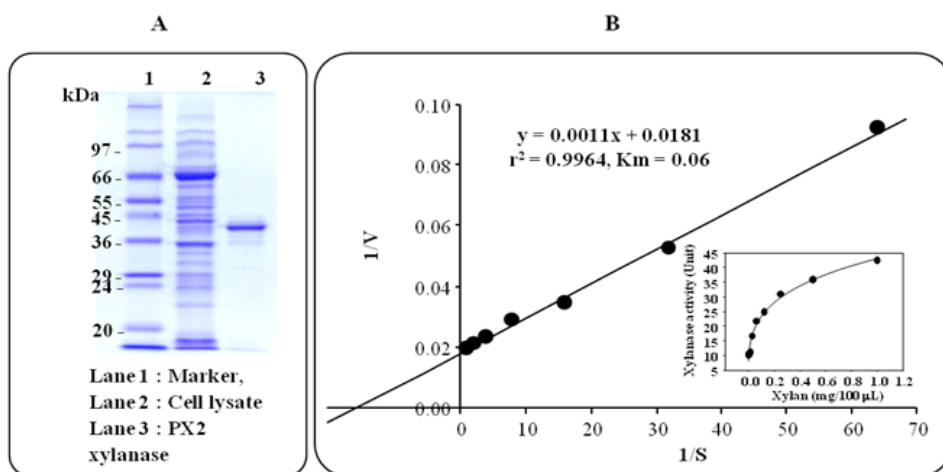 A
B
1 2 3
kDa
97
66
55
45
36
29
21
20
Lane 1 : Marker,
Lane 2 : Cell lysate
Lane 3 : PX2
xylanase
y = 0.0011x + 0.0181
r² = 0.9964, Km = 0.06
1/V
0.10
0.08
0.06
0.04
0.02
0.00
0 10 20 30 40 50 60 70
1/S
Xylanase activity (Unit)
45
35
30
25
20
15
10
5
0.0 0.2 0.4 0.6 0.8 1.0 1.2
Xylan (mg/100 µL)